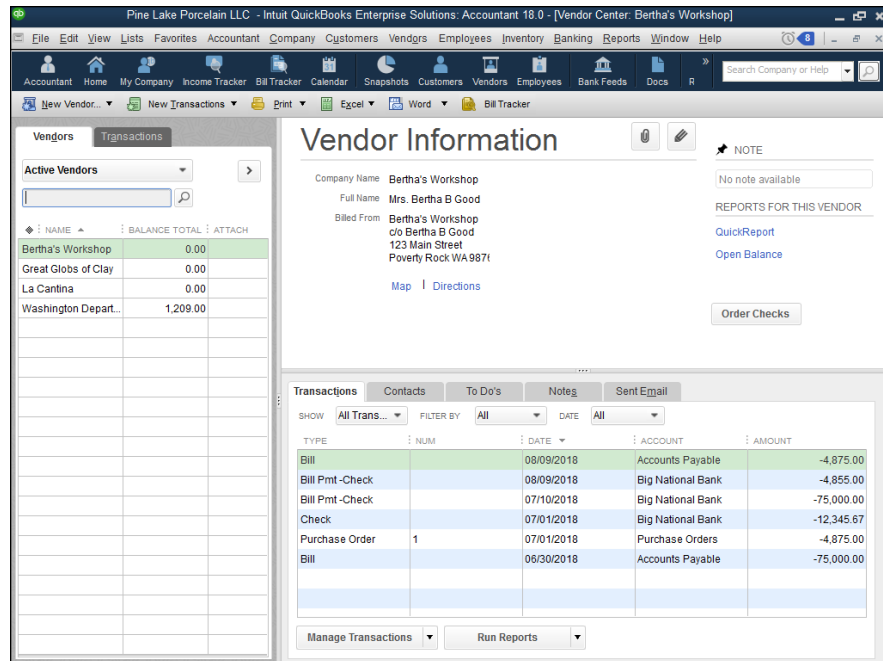 Pine Lake Porcelain LLC - Intuit QuickBooks Enterprise Solutions: Accountant 18.0 - [Vendor Center: Bertha's Workshop]
File Edit View Lists Favorites Accountant Company Customers Vendors Employees Inventory Banking Reports Window Help 8
Accountant Home My Company Income Tracker Bill Tracker Calendar Snapshots Customers Vendors Employees Bank Feeds Docs R » Search Company or Help
New Vendor... New Transactions Print Excel Word Bill Tracker
Vendors Transactions
Active Vendors
NAME BALANCE TOTAL ATTACH
Bertha's Workshop 0.00
Great Globs of Clay 0.00
La Cantina 0.00
Washington Depart... 1,209.00
Vendor Information
Company Name Bertha's Workshop
Full Name Mrs. Bertha B Good
Billed From Bertha's Workshop
c/o Bertha B Good
123 Main Street
Poverty Rock WA 9876
Map | Directions
NOTE
No note available
REPORTS FOR THIS VENDOR
QuickReport
Open Balance
Order Checks
Transactions Contacts To Do's Notes Sent Email
SHOW All Trans... FILTER BY All DATE All
TYPE NUM DATE ACCOUNT AMOUNT
Bill 08/09/2018 Accounts Payable -4,875.00
Bill Pmt -Check 08/09/2018 Big National Bank -4,855.00
Bill Pmt -Check 07/10/2018 Big National Bank -75,000.00
Check 07/01/2018 Big National Bank -12,345.67
Purchase Order 1 07/01/2018 Purchase Orders -4,875.00
Bill 06/30/2018 Accounts Payable -75,000.00
Manage Transactions Run Reports